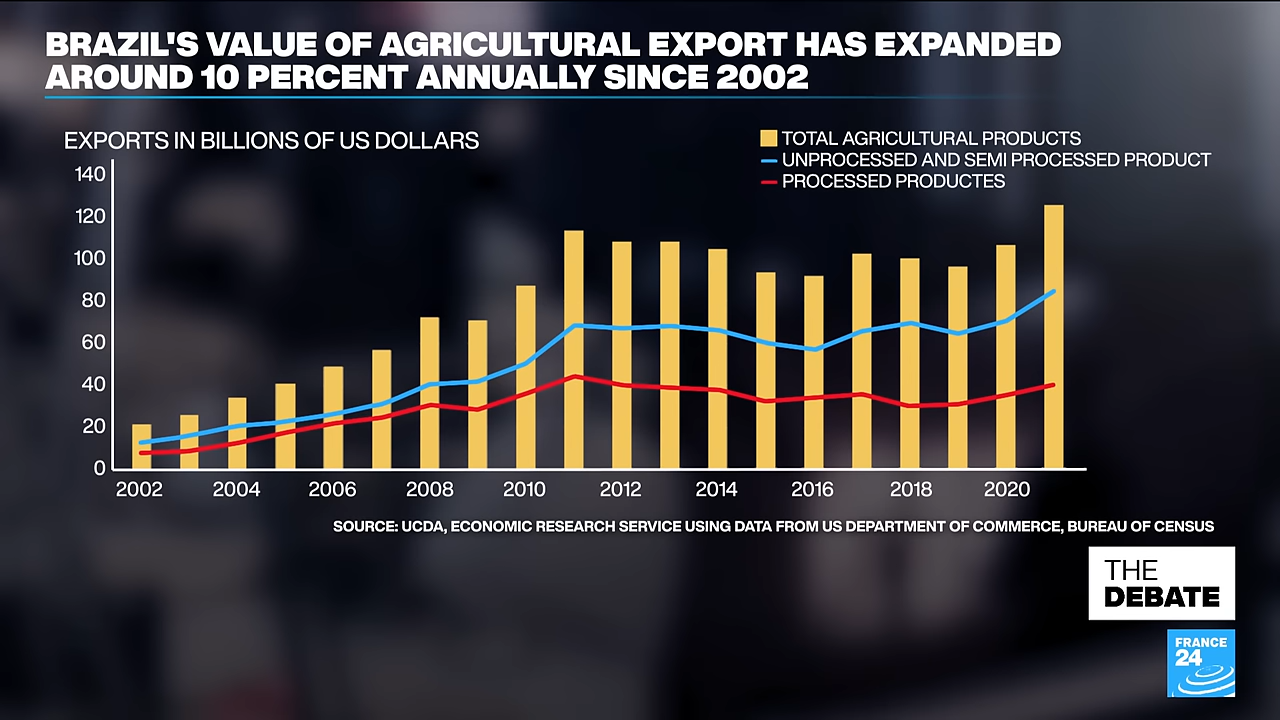 BRAZIL'S VALUE OF AGRICULTURAL EXPORT HAS EXPANDED
AROUND 10 PERCENT ANNUALLY SINCE 2002
EXPORTS IN BILLIONS OF US DOLLARS
TOTAL AGRICULTURAL PRODUCTS
UNPROCESSED AND SEMI PROCESSED PRODUCT
PROCESSED PRODUCTES
140
120
100
80
60
40
20
0
2002 2004 2006 2008 2010 2012 2014 2016 2018 2020
SOURCE: UCDA, ECONOMIC RESEARCH SERVICE USING DATA FROM US DEPARTMENT OF COMMERCE, BUREAU OF CENSUS
THE
DEBATE
FRANCE
24